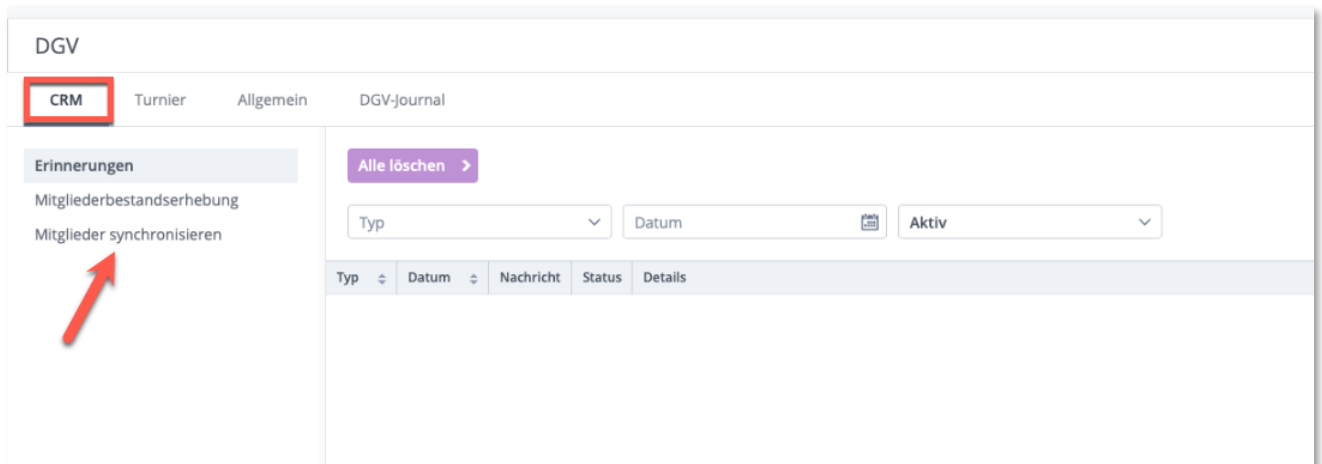 DGV
CRM Turnier Allgemein DGV-Journal
Erinnerungen
Mitgliederbestandserhebung
Mitglieder synchronisieren
Alle löschen
Typ Datum Aktiv
Typ Datum Nachricht Status Details